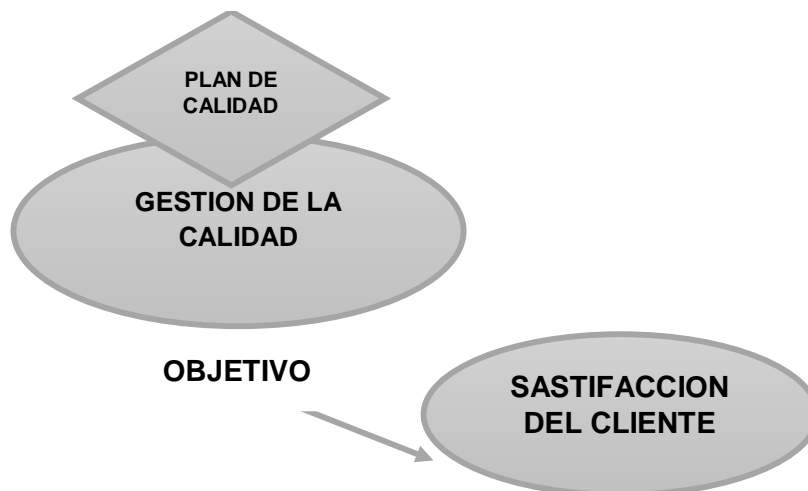 PLAN DE
CALIDAD
GESTION DE LA
CALIDAD
OBJETIVO
SASTIFACCION
DEL CLIENTE